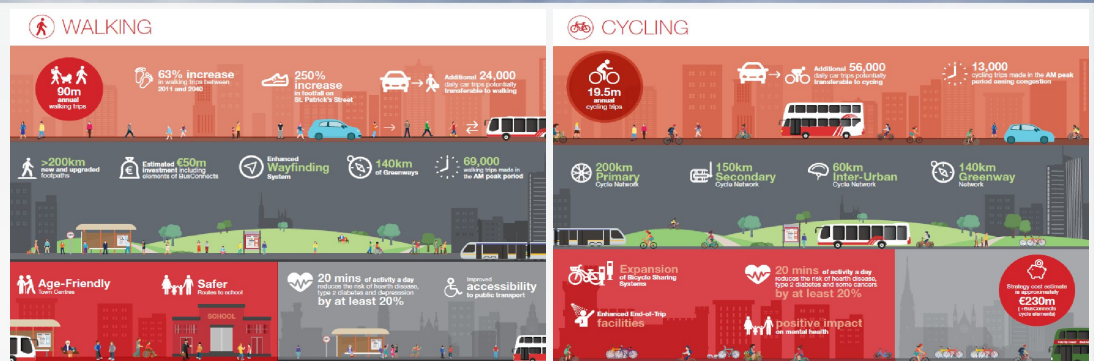 WALKING
90m
annual
walking trips
63% increase
in walking trips between
2011 and 2040
250%
increase
in footfall on
St. Patrick's Street
Additional 24,000
daily car trips potentially
transferable to walking
>200km
new and upgraded
footpaths
Estimated €50m
investment including
elements of BusConnects
Enhanced
Wayfinding
System
140km
of Greenways
69,000
walking trips made in
the AM peak period
Age-Friendly
Town Centres
Safer
Routes to school
SCHOOL
20 mins of activity a day
reduces the risk of hearth disease,
type 2 diabetes and depression
by at least 20%
Improved
accessibility
to public transport
CYCLING
19.5m
annual
cycling trips
Additional 56,000
daily car trips potentially
transferable to cycling
13,000
cycling trips made in the AM peak
period seeing congestion
200km
Primary
Cycle Network
150km
Secondary
Cycle Network
60km
Inter-Urban
Cycle Network
140km
Greenway
Network
Expansion
of Bicycle Sharing
Systems
Enhanced End-of-Trip
facilities
20 mins of activity a day
reduces the risk of hearth disease,
type 2 diabetes and some cancers
by at least 20%
positive impact
on mental health
Strategy cost estimate
is approximately
€230m
(+BusConnects
cycle elements)